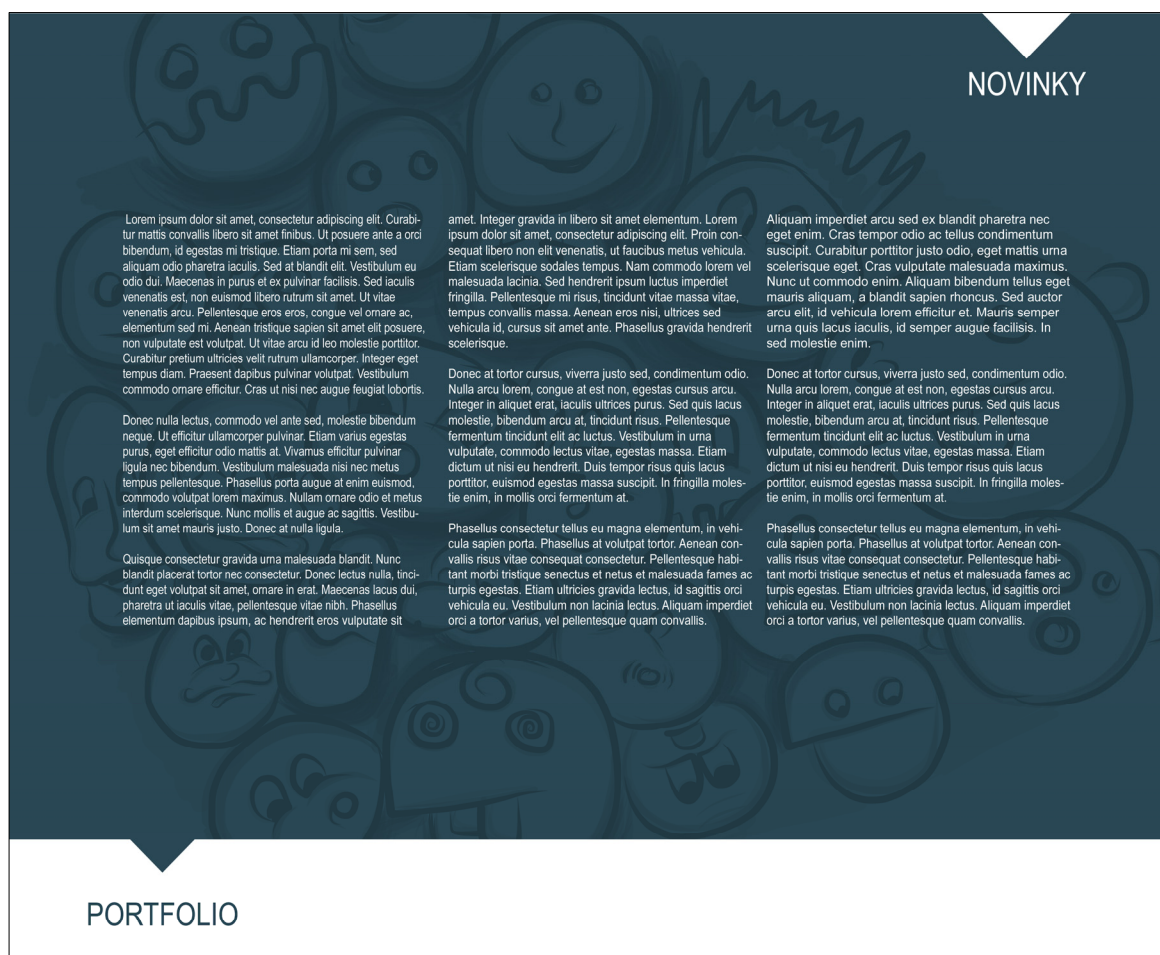 NOVINKY
Lorem ipsum dolor sit amet, consectetur adipiscing elit. Curabi-
tur mattis convallis libero sit amet finibus. Ut posuere ante a orci
bibendum, id egestas mi tristique. Etiam porta mi sem, sed
aliquam odio pharetra iaculis. Sed at blandit elit. Vestibulum eu
odio dui. Maecenas in purus et ex pulvinar facilisis. Sed iaculis
venenatis est, non euismod libero rutrum sit amet. Ut vitae
venenatis arcu. Pellentesque eros eros, congue vel ornare ac,
elementum sed mi. Aenean tristique sapien sit amet elit posuere,
non vulputate est volutpat. Ut vitae arcu id leo molestie porttitor.
Curabitur pretium ultricies velit rutrum ullamcorper. Integer eget
tempus diam. Praesent dapibus pulvinar volutpat. Vestibulum
commodo ornare efficitur. Cras ut nisi nec augue feugiat lobortis.
Donec nulla lectus, commodo vel ante sed, molestie bibendum
neque. Ut efficitur ullamcorper pulvinar. Etiam varius egestas
purus, eget efficitur odio mattis at. Vivamus efficitur pulvinar
ligula nec bibendum. Vestibulum malesuada nisi nec metus
tempus pellentesque. Phasellus porta augue at enim euismod,
commodo volutpat lorem maximus. Nullam ornare odio et metus
interdum scelerisque. Nunc mollis et augue ac sagittis. Vestibu-
lum sit amet mauris justo. Donec at nulla ligula.
Quisque consectetur gravida urna malesuada blandit. Nunc
blandit placerat tortor nec consectetur. Donec lectus nulla, tinci-
dunt eget volutpat sit amet, ornare in erat. Maecenas lacus dui,
pharetra ut iaculis vitae, pellentesque vitae nibh. Phasellus
elementum dapibus ipsum, ac hendrerit eros vulputate sit
amet. Integer gravida in libero sit amet elementum. Lorem
ipsum dolor sit amet, consectetur adipiscing elit. Proin con-
sequat libero non elit venenatis, ut faucibus metus vehicula.
Etiam scelerisque sodales tempus. Nam commodo lorem vel
malesuada lacinia. Sed hendrerit ipsum luctus imperdiet
fringilla. Pellentesque mi risus, tincidunt vitae massa vitae,
tempus convallis massa. Aenean eros nisi, ultrices sed
vehicula id, cursus sit amet ante. Phasellus gravida hendrerit
scelerisque.
Donec at tortor cursus, viverra justo sed, condimentum odio.
Nulla arcu lorem, congue at est non, egestas cursus arcu.
Integer in aliquet erat, iaculis ultrices purus. Sed quis lacus
molestie, bibendum arcu at, tincidunt risus. Pellentesque
fermentum tincidunt elit ac luctus. Vestibulum in urna
vulputate, commodo lectus vitae, egestas massa. Etiam
dictum ut nisi eu hendrerit. Duis tempor risus quis lacus
porttitor, euismod egestas massa suscipit. In fringilla moles-
tie enim, in mollis orci fermentum at.
Phasellus consectetur tellus eu magna elementum, in vehi-
cula sapien porta. Phasellus at volutpat tortor. Aenean con-
vallis risus vitae consequat consectetur. Pellentesque habi-
tant morbi tristique senectus et netus et malesuada fames ac
turpis egestas. Etiam ultricies gravida lectus, id sagittis orci
vehicula eu. Vestibulum non lacinia lectus. Aliquam imperdiet
orci a tortor varius, vel pellentesque quam convallis.
Aliquam imperdiet arcu sed ex blandit pharetra nec
eget enim. Cras tempor odio ac tellus condimentum
suscipit. Curabitur porttitor justo odio, eget mattis urna
scelerisque eget. Cras vulputate malesuada maximus.
Nunc ut commodo enim. Aliquam bibendum tellus eget
mauris aliquam, a blandit sapien rhoncus. Sed auctor
arcu elit, id vehicula lorem efficitur et. Mauris semper
urna quis lacus iaculis, id semper augue facilisis. In
sed molestie enim.
Donec at tortor cursus, viverra justo sed, condimentum odio.
Nulla arcu lorem, congue at est non, egestas cursus arcu.
Integer in aliquet erat, iaculis ultrices purus. Sed quis lacus
molestie, bibendum arcu at, tincidunt risus. Pellentesque
fermentum tincidunt elit ac luctus. Vestibulum in urna
vulputate, commodo lectus vitae, egestas massa. Etiam
dictum ut nisi eu hendrerit. Duis tempor risus quis lacus
porttitor, euismod egestas massa suscipit. In fringilla moles-
tie enim, in mollis orci fermentum at.
Phasellus consectetur tellus eu magna elementum, in vehi-
cula sapien porta. Phasellus at volutpat tortor. Aenean con-
vallis risus vitae consequat consectetur. Pellentesque habi-
tant morbi tristique senectus et netus et malesuada fames ac
turpis egestas. Etiam ultricies gravida lectus, id sagittis orci
vehicula eu. Vestibulum non lacinia lectus. Aliquam imperdiet
orci a tortor varius, vel pellentesque quam convallis.
PORTFOLIO